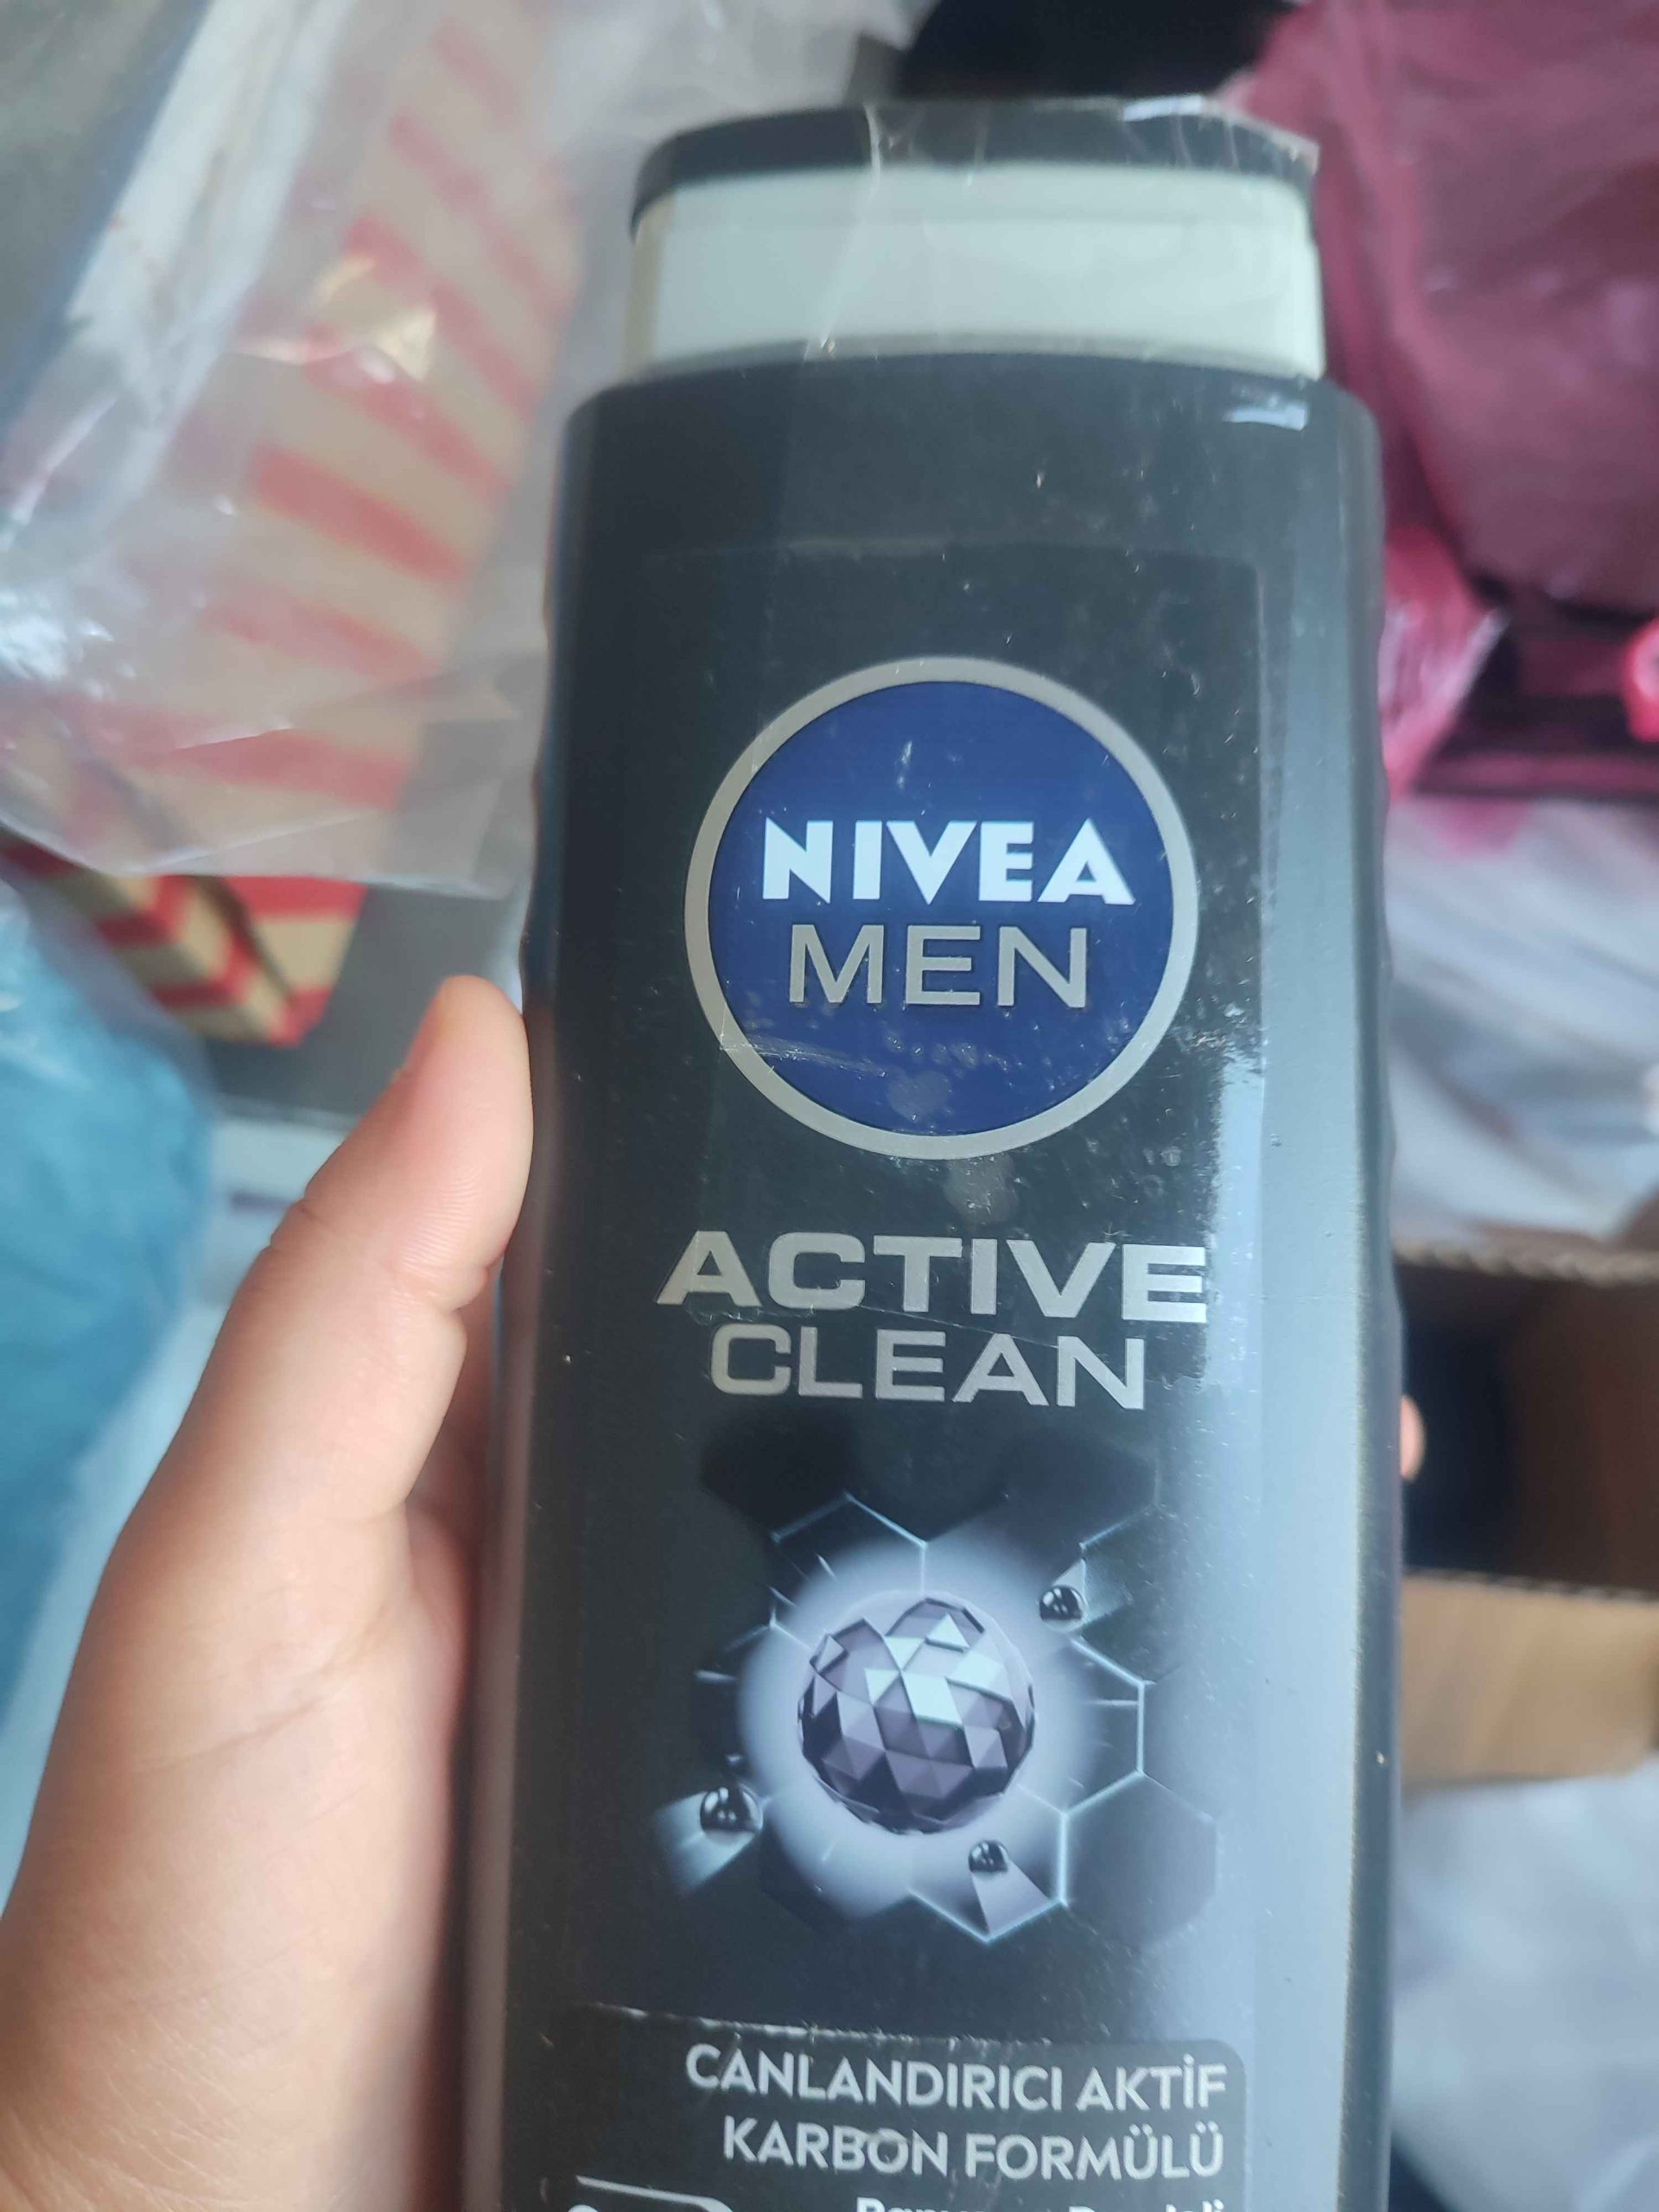 NIVEA
MEN
ACTIVE
CLEAN
CANLANDIRICI AKTİF
KARBON FORMÜLÜ